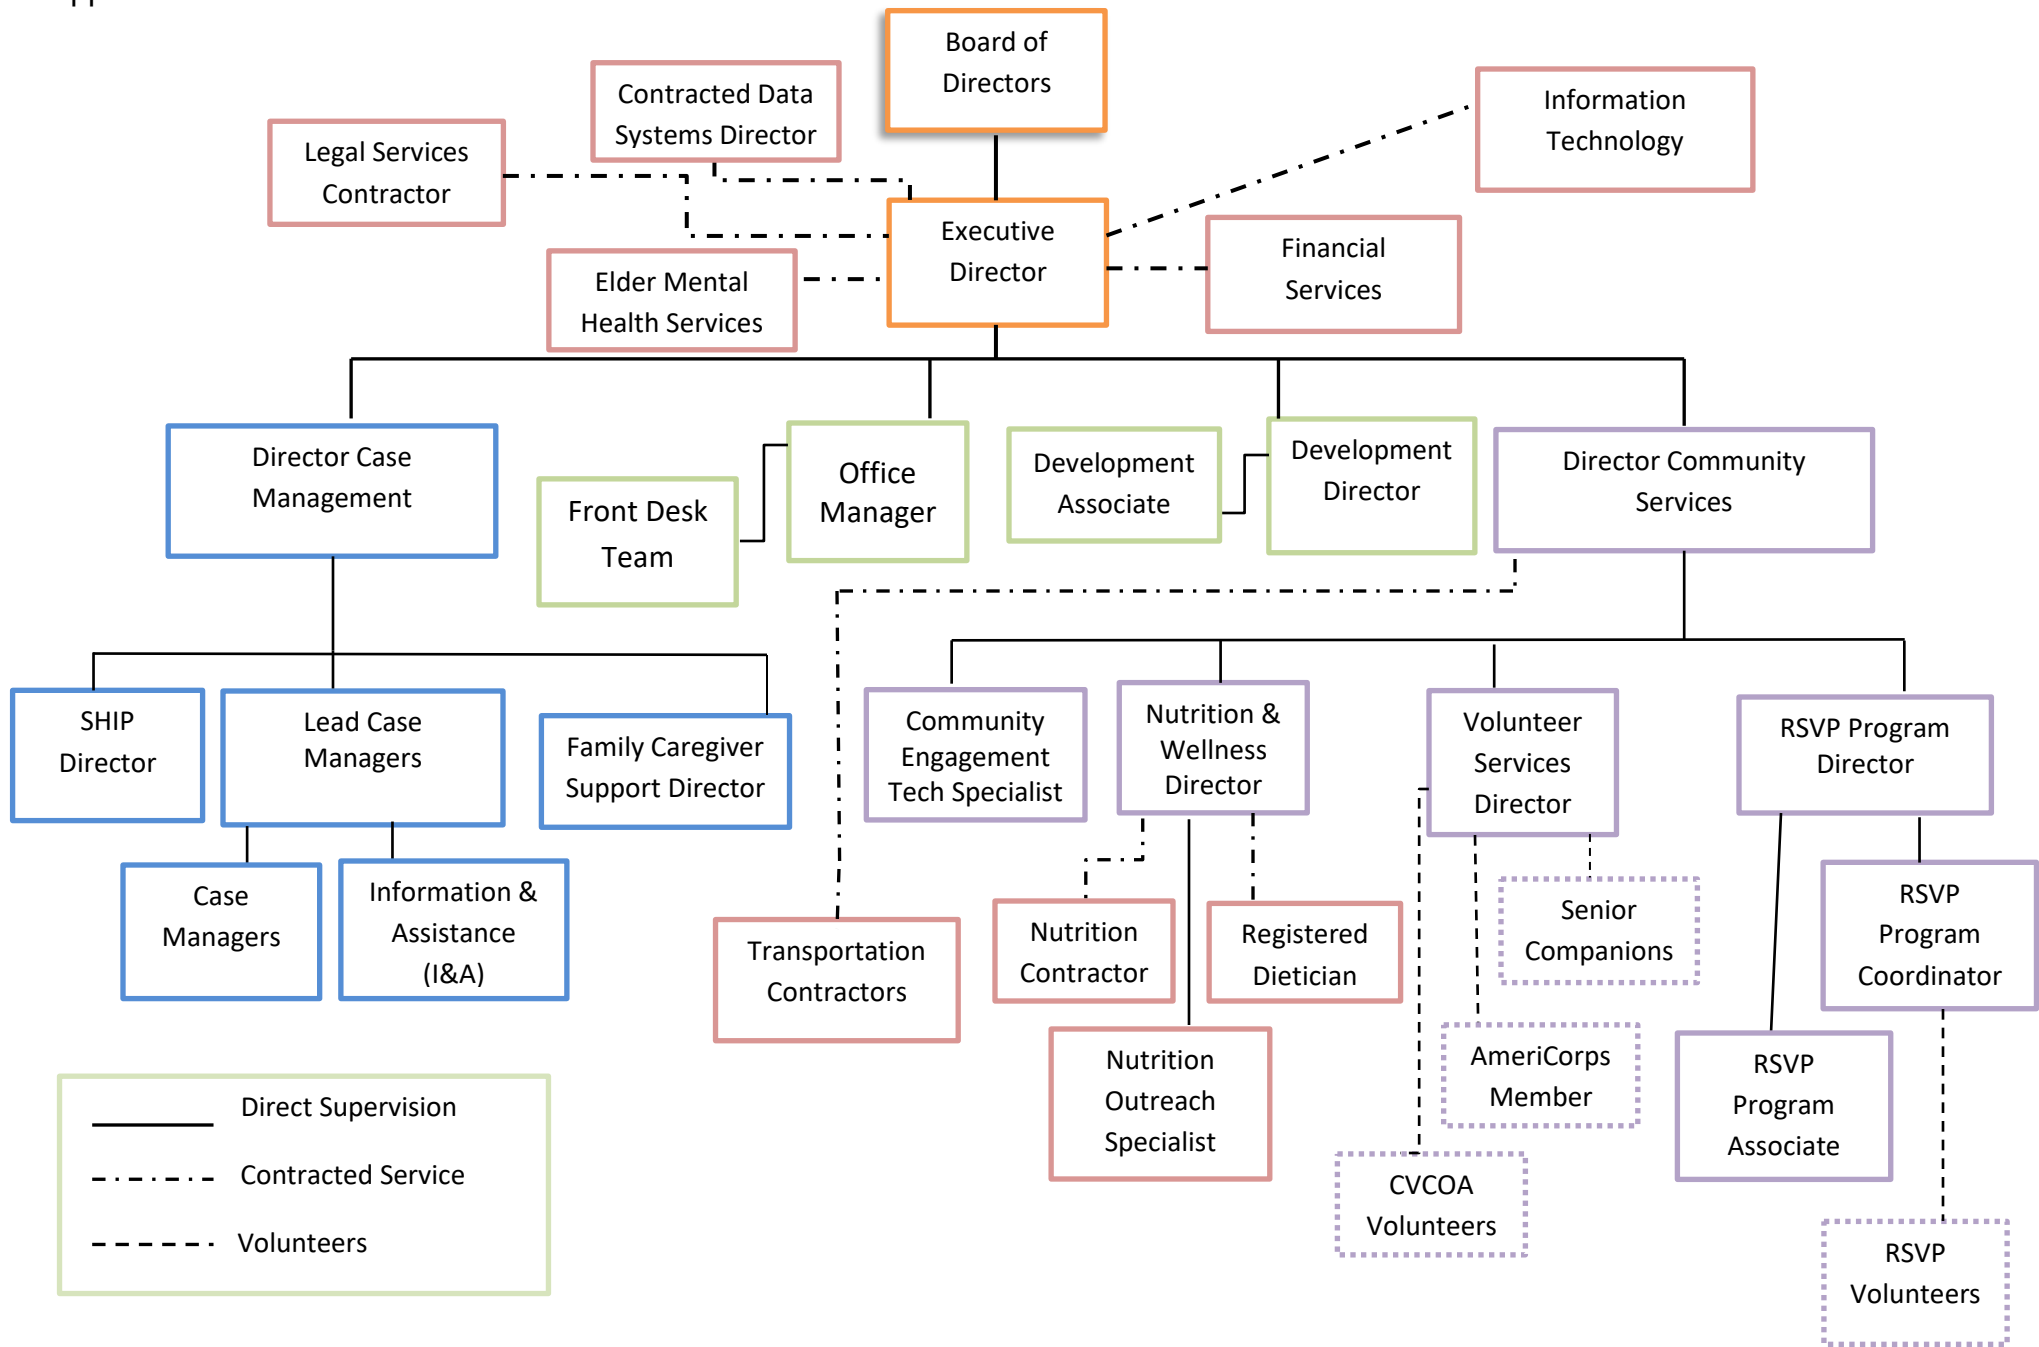 Board of
Directors
Contracted Data
Systems Director
Information
Technology
Legal Services
Contractor
Executive
Director
Financial
Services
Elder Mental
Health Services
Director Case
Management
Front Desk
Team
Office
Manager
Development
Associate
Development
Director
Director Community
Services
SHIP
Director
Lead Case
Managers
Family Caregiver
Support Director
Community
Engagement
Tech Specialist
Nutrition &
Wellness
Director
Volunteer
Services
Director
RSVP Program
Director
Case
Managers
Information &
Assistance
(I&A)
Transportation
Contractors
Nutrition
Contractor
Registered
Dietician
Senior
Companions
RSVP
Program
Coordinator
Nutrition
Outreach
Specialist
AmeriCorps
Member
RSVP
Program
Associate
CVCOA
Volunteers
RSVP
Volunteers
Direct Supervision
Contracted Service
Volunteers